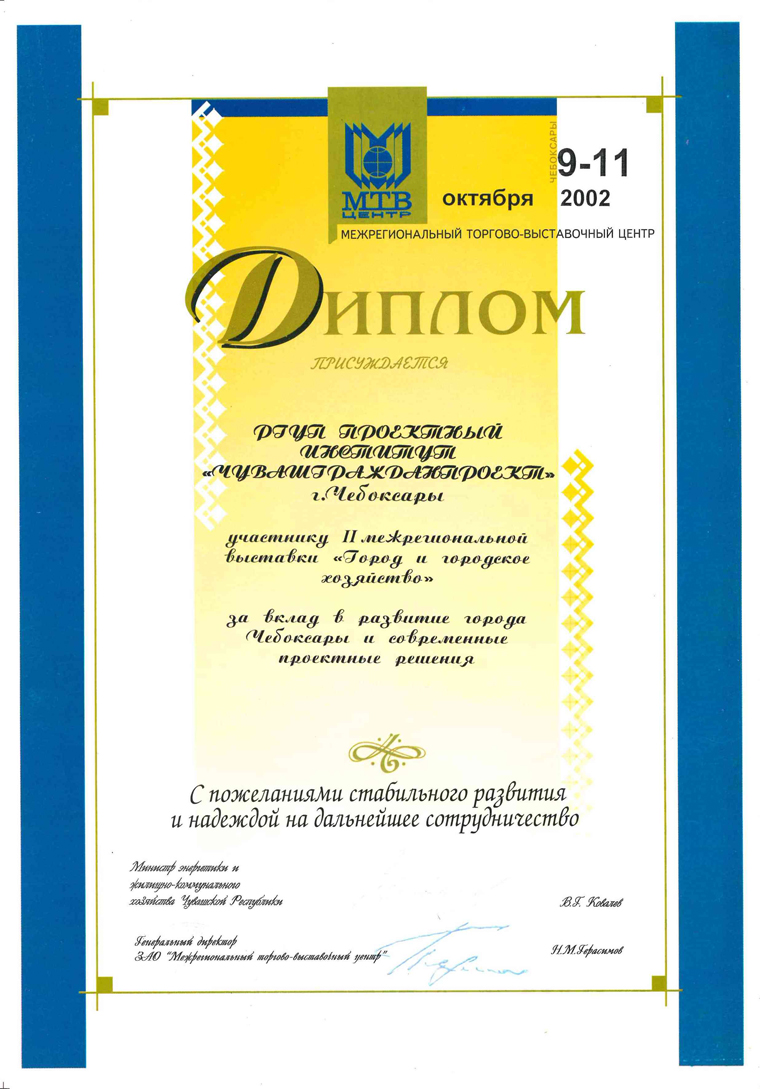 ЧЕБОКСАРЫ
9-11
октября 2002
МТВ
ЦЕНТР
МЕЖРЕГИОНАЛЬНЫЙ ТОРГОВО-ВЫСТАВОЧНЫЙ ЦЕНТР
ДИПЛОМ
ПРИСУЖДАЕТСЯ
РГУП ПРОЕКТНЫЙ
ИНСТИТУТ
«ЧУВАШГРАЖДАНПРОЕКТ»
г.Чебоксары
участнику II межрегиональной
выставки «Город и городское
хозяйство»
за вклад в развитие города
Чебоксары и современные
проектные решения
С пожеланиями стабильного развития
и надеждой на дальнейшее сотрудничество
Министр энергетики и
жилищно-коммунального
хозяйства Чувашской Республики
В.Г. Ковалев
Генеральный директор
ЗАО "Межрегиональный торгово-выставочный центр"
Н.М.Герасимов